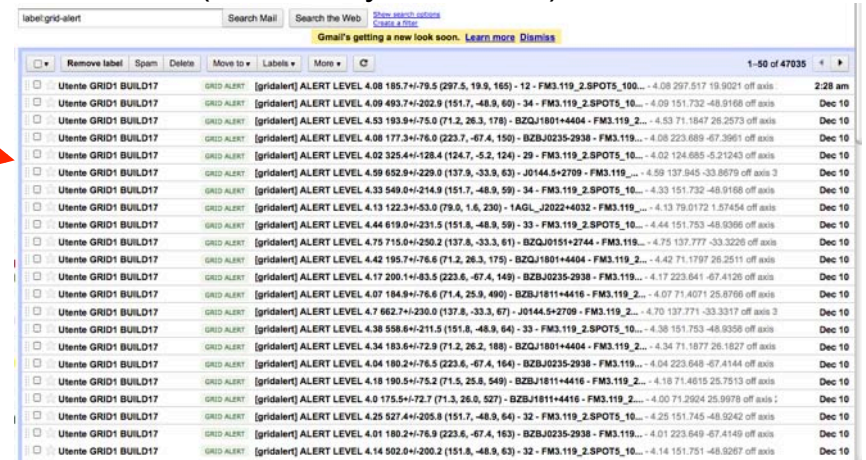 label:grid-alert Search Mail Search the Web Show search options
Create a filter
Gmail's getting a new look soon. Learn more Dismiss
Remove label Spam Delete Move to Labels More 1–50 of 47035
Utente GRID1 BUILD17 GRID ALERT [gridalert] ALERT LEVEL 4.08 185.7+/-79.5 (297.5, 19.9, 165) - 12 - FM3.119_2.SPOT5_100... - 4.08 297.517 19.9021 off axis 2:28 am
Utente GRID1 BUILD17 GRID ALERT [gridalert] ALERT LEVEL 4.09 493.7+/-202.9 (151.7, -48.9, 60) - 34 - FM3.119_2.SPOT5_10... - 4.09 151.732 -48.9168 off axis Dec 10
Utente GRID1 BUILD17 GRID ALERT [gridalert] ALERT LEVEL 4.53 193.9+/-75.0 (71.2, 26.3, 178) - BZQJ1801+4404 - FM3.119_2... - 4.53 71.1847 26.2573 off axis Dec 10
Utente GRID1 BUILD17 GRID ALERT [gridalert] ALERT LEVEL 4.08 177.3+/-76.0 (223.7, -67.4, 150) - BZBJ0235-2938 - FM3.119... - 4.08 223.689 -67.3961 off axis Dec 10
Utente GRID1 BUILD17 GRID ALERT [gridalert] ALERT LEVEL 4.02 325.4+/-128.4 (124.7, -5.2, 124) - 29 - FM3.119_2.SPOT5_10... - 4.02 124.685 -5.21243 off axis Dec 10
Utente GRID1 BUILD17 GRID ALERT [gridalert] ALERT LEVEL 4.59 652.9+/-229.0 (137.9, -33.9, 63) - J0144.5+2709 - FM3.119_... - 4.59 137.945 -33.8679 off axis 3 Dec 10
Utente GRID1 BUILD17 GRID ALERT [gridalert] ALERT LEVEL 4.33 549.0+/-214.9 (151.7, -48.9, 59) - 34 - FM3.119_2.SPOT5_10... - 4.33 151.732 -48.9168 off axis Dec 10
Utente GRID1 BUILD17 GRID ALERT [gridalert] ALERT LEVEL 4.13 122.3+/-53.0 (79.0, 1.6, 230) - 1AGL_J2022+4032 - FM3.119_... - 4.13 79.0172 1.57454 off axis Dec 10
Utente GRID1 BUILD17 GRID ALERT [gridalert] ALERT LEVEL 4.44 619.0+/-231.5 (151.8, -48.9, 59) - 33 - FM3.119_2.SPOT5_10... - 4.44 151.753 -48.9366 off axis Dec 10
Utente GRID1 BUILD17 GRID ALERT [gridalert] ALERT LEVEL 4.75 715.0+/-250.2 (137.8, -33.3, 61) - BZQJ0151+2744 - FM3.119... - 4.75 137.777 -33.3226 off axis Dec 10
Utente GRID1 BUILD17 GRID ALERT [gridalert] ALERT LEVEL 4.42 195.7+/-76.6 (71.2, 26.3, 175) - BZQJ1801+4404 - FM3.119_2... - 4.42 71.1797 26.2511 off axis Dec 10
Utente GRID1 BUILD17 GRID ALERT [gridalert] ALERT LEVEL 4.17 200.1+/-83.5 (223.6, -67.4, 149) - BZBJ0235-2938 - FM3.119... - 4.17 223.641 -67.4126 off axis Dec 10
Utente GRID1 BUILD17 GRID ALERT [gridalert] ALERT LEVEL 4.07 184.9+/-76.6 (71.4, 25.9, 490) - BZBJ1811+4416 - FM3.119_2... - 4.07 71.4071 25.8766 off axis Dec 10
Utente GRID1 BUILD17 GRID ALERT [gridalert] ALERT LEVEL 4.7 662.7+/-230.0 (137.8, -33.3, 67) - J0144.5+2709 - FM3.119_2... - 4.70 137.771 -33.3317 off axis 3 Dec 10
Utente GRID1 BUILD17 GRID ALERT [gridalert] ALERT LEVEL 4.38 558.6+/-211.5 (151.8, -48.9, 64) - 33 - FM3.119_2.SPOT5_10... - 4.38 151.753 -48.9356 off axis Dec 10
Utente GRID1 BUILD17 GRID ALERT [gridalert] ALERT LEVEL 4.34 183.6+/-72.9 (71.2, 26.2, 188) - BZQJ1801+4404 - FM3.119_2... - 4.34 71.1877 26.1827 off axis Dec 10
Utente GRID1 BUILD17 GRID ALERT [gridalert] ALERT LEVEL 4.04 180.2+/-76.5 (223.6, -67.4, 164) - BZBJ0235-2938 - FM3.119... - 4.04 223.648 -67.4144 off axis Dec 10
Utente GRID1 BUILD17 GRID ALERT [gridalert] ALERT LEVEL 4.18 190.5+/-75.2 (71.5, 25.8, 549) - BZBJ1811+4416 - FM3.119_2... - 4.18 71.4615 25.7513 off axis Dec 10
Utente GRID1 BUILD17 GRID ALERT [gridalert] ALERT LEVEL 4.0 175.5+/-72.7 (71.3, 26.0, 527) - BZBJ1811+4416 - FM3.119_2.... - 4.00 71.2924 25.9978 off axis Dec 10
Utente GRID1 BUILD17 GRID ALERT [gridalert] ALERT LEVEL 4.25 527.4+/-205.8 (151.7, -48.9, 64) - 32 - FM3.119_2.SPOT5_10... - 4.25 151.745 -48.9242 off axis Dec 10
Utente GRID1 BUILD17 GRID ALERT [gridalert] ALERT LEVEL 4.01 180.2+/-76.9 (223.6, -67.4, 163) - BZBJ0235-2938 - FM3.119... - 4.01 223.649 -67.4149 off axis Dec 10
Utente GRID1 BUILD17 GRID ALERT [gridalert] ALERT LEVEL 4.14 502.0+/-200.2 (151.8, -48.9, 63) - 32 - FM3.119_2.SPOT5_10... - 4.14 151.751 -48.9267 off axis Dec 10